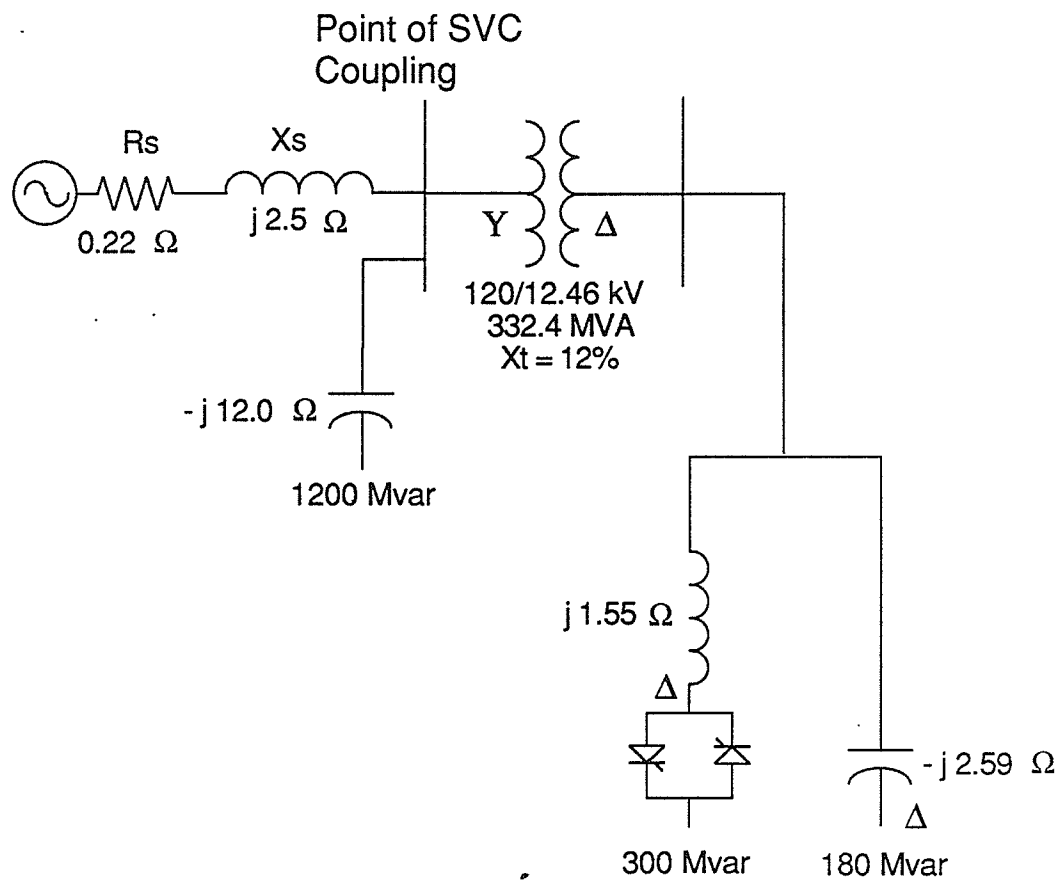 Point of SVC
Coupling
Rs
Xs
0.22 Ω
j 2.5 Ω
Y
Δ
120/12.46 kV
332.4 MVA
Xt = 12%
- j 12.0 Ω
1200 Mvar
j 1.55 Ω
Δ
- j 2.59 Ω
Δ
300 Mvar
180 Mvar